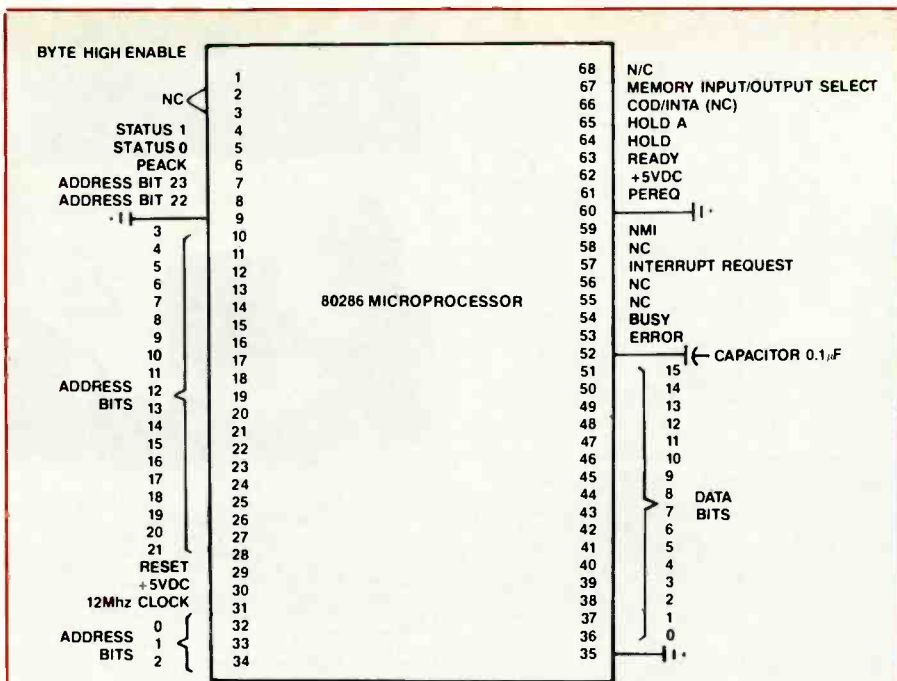 BYTE HIGH ENABLE
NC
STATUS 1
STATUS 0
PEACK
ADDRESS BIT 23
ADDRESS BIT 22
3
4
5
6
7
8
9
10
11
12
13
14
15
16
17
18
19
20
21
ADDRESS
BITS
RESET
+5VDC
12Mhz CLOCK
0
1
2
ADDRESS
BITS
1
2
3
4
5
6
7
8
9
10
11
12
13
14
15
16
17
18
19
20
21
22
23
24
25
26
27
28
29
30
31
32
33
34
80286 MICROPROCESSOR
68 N/C
67 MEMORY INPUT/OUTPUT SELECT
66 COD/INTA (NC)
65 HOLD A
64 HOLD
63 READY
62 +5VDC
61 PEREQ
60
59 NMI
58 NC
57 INTERRUPT REQUEST
56 NC
55 NC
54 BUSY
53 ERROR
52 CAPACITOR 0.1µF
51 15
50 14
49 13
48 12
47 11
46 10
45 9
44 8
43 7
42 6
41 5
40 4
39 3
38 2
37 1
36 0
35
DATA
BITS